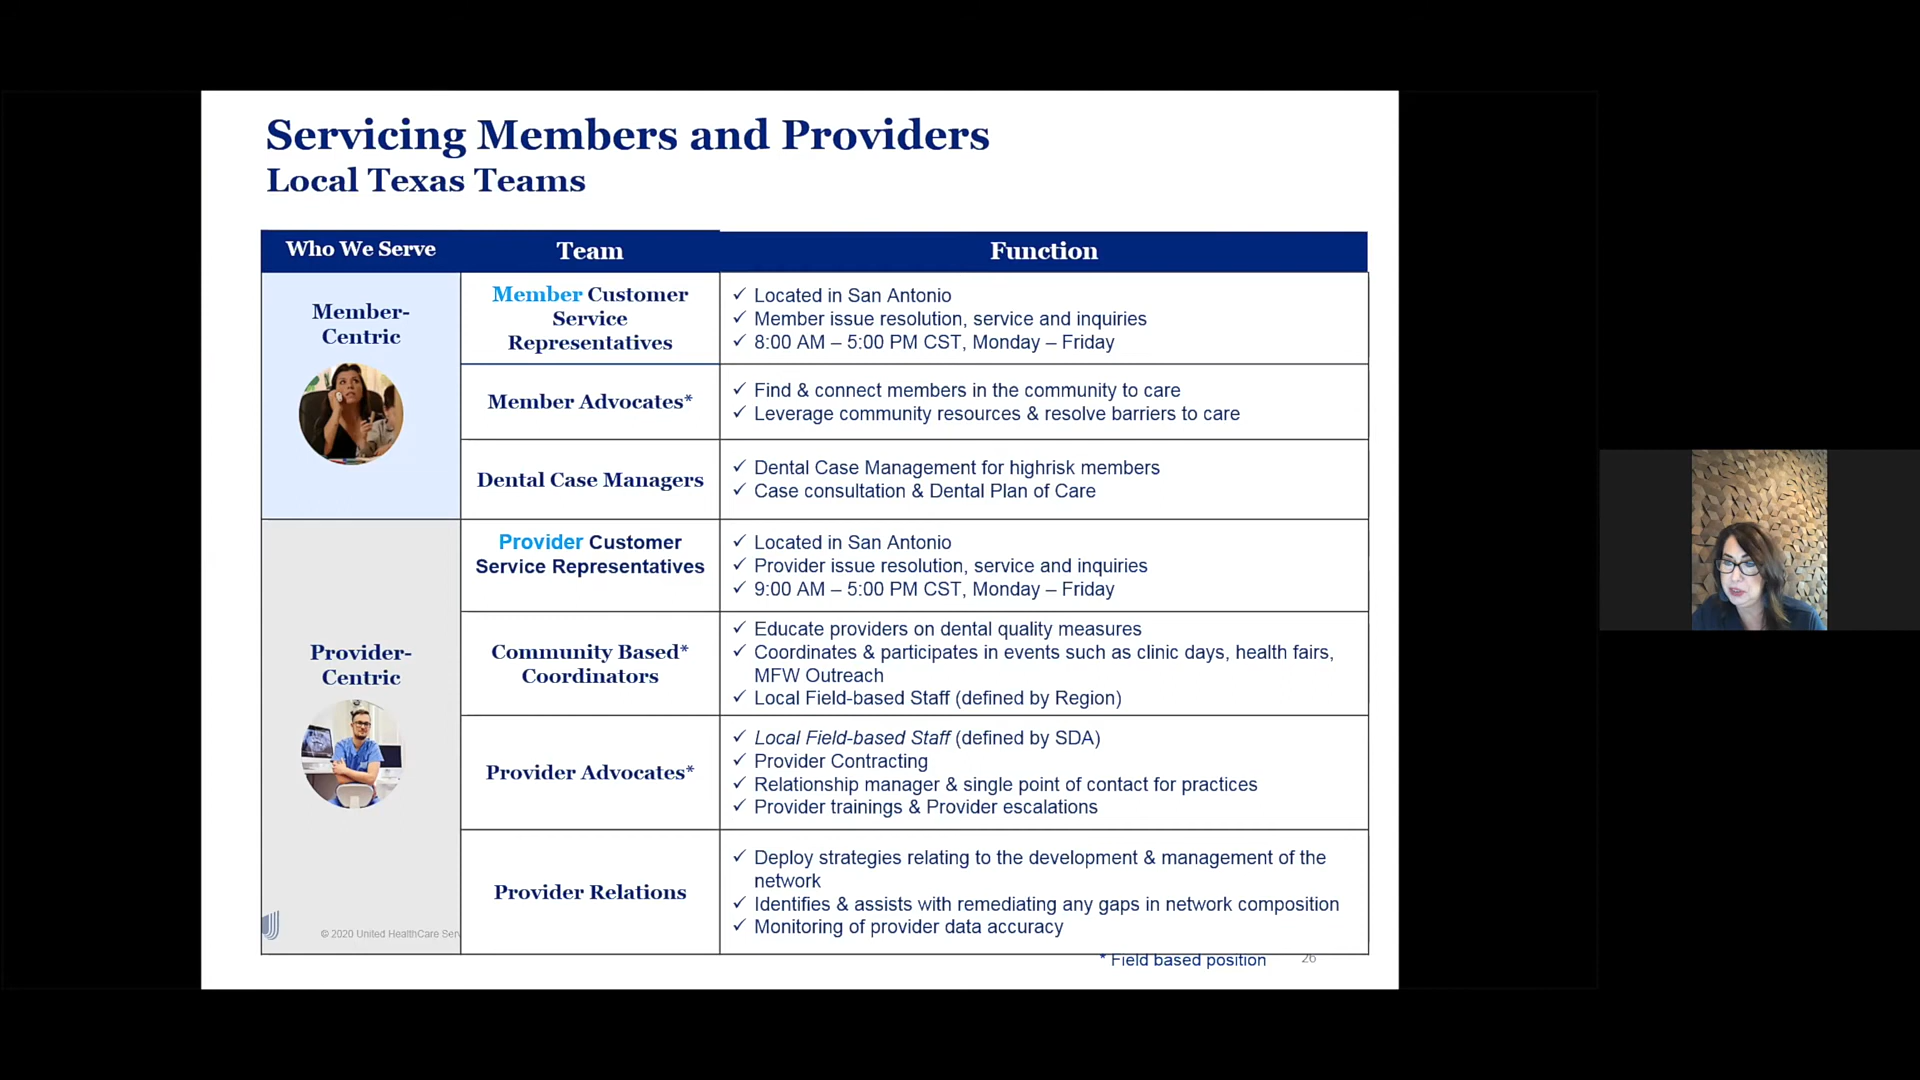 Servicing Members and Providers
Local Texas Teams
Who We Serve
Team
Function
Member-
Centric
Member Customer
Service
Representatives
✓ Located in San Antonio
✓ Member issue resolution, service and inquiries
✓ 8:00 AM – 5:00 PM CST, Monday – Friday
Member Advocates*
✓ Find & connect members in the community to care
✓ Leverage community resources & resolve barriers to care
Dental Case Managers
✓ Dental Case Management for highrisk members
✓ Case consultation & Dental Plan of Care
Provider-
Centric
Provider Customer
Service Representatives
✓ Located in San Antonio
✓ Provider issue resolution, service and inquiries
✓ 9:00 AM – 5:00 PM CST, Monday – Friday
Community Based*
Coordinators
✓ Educate providers on dental quality measures
✓ Coordinates & participates in events such as clinic days, health fairs,
MFW Outreach
✓ Local Field-based Staff (defined by Region)
Provider Advocates*
✓ Local Field-based Staff (defined by SDA)
✓ Provider Contracting
✓ Relationship manager & single point of contact for practices
✓ Provider trainings & Provider escalations
Provider Relations
✓ Deploy strategies relating to the development & management of the
network
✓ Identifies & assists with remediating any gaps in network composition
✓ Monitoring of provider data accuracy
© 2020 United HealthCare Serv
* Field based position
26